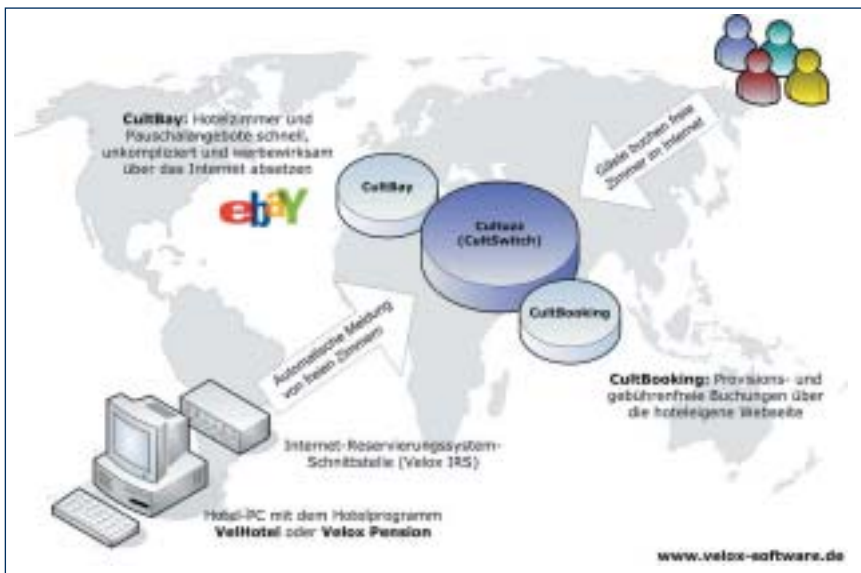 CultBay: Hotelzimmer und
Pauschalangebote schnell,
unkompliziert und werbewirksam
über das Internet absetzen
ebaY
CultBay
Cultuzz
(CultSwitch)
CultBooking
Gäste buchen freie
Zimmer im Internet
Automatische Meldung
von freien Zimmern
CultBooking: Provisions- und
gebührenfreie Buchungen über
die hoteleigene Webseite
Internet-Reservierungssystem-
Schnittstelle (Velox IRS)
Hotel-PC mit dem Hotelprogramm
VelHotel oder Velox Pension
www.velox-software.de